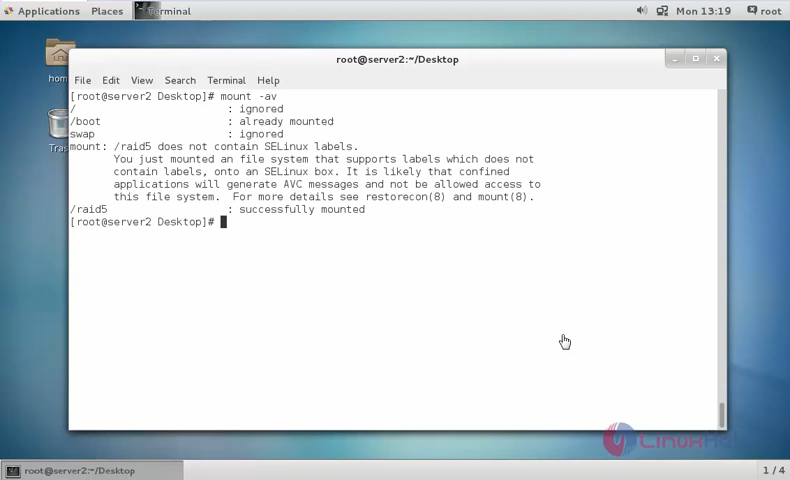 Applications Places Terminal Mon 13:19 root
root@server2:~/Desktop
File Edit View Search Terminal Help
[root@server2 Desktop]# mount -av
/ : ignored
/boot : already mounted
swap : ignored
mount: /raid5 does not contain SELinux labels.
You just mounted an file system that supports labels which does not
contain labels, onto an SELinux box. It is likely that confined
applications will generate AVC messages and not be allowed access to
this file system. For more details see restorecon(8) and mount(8).
/raid5 : successfully mounted
[root@server2 Desktop]#
root@server2:~/Desktop
1 / 4